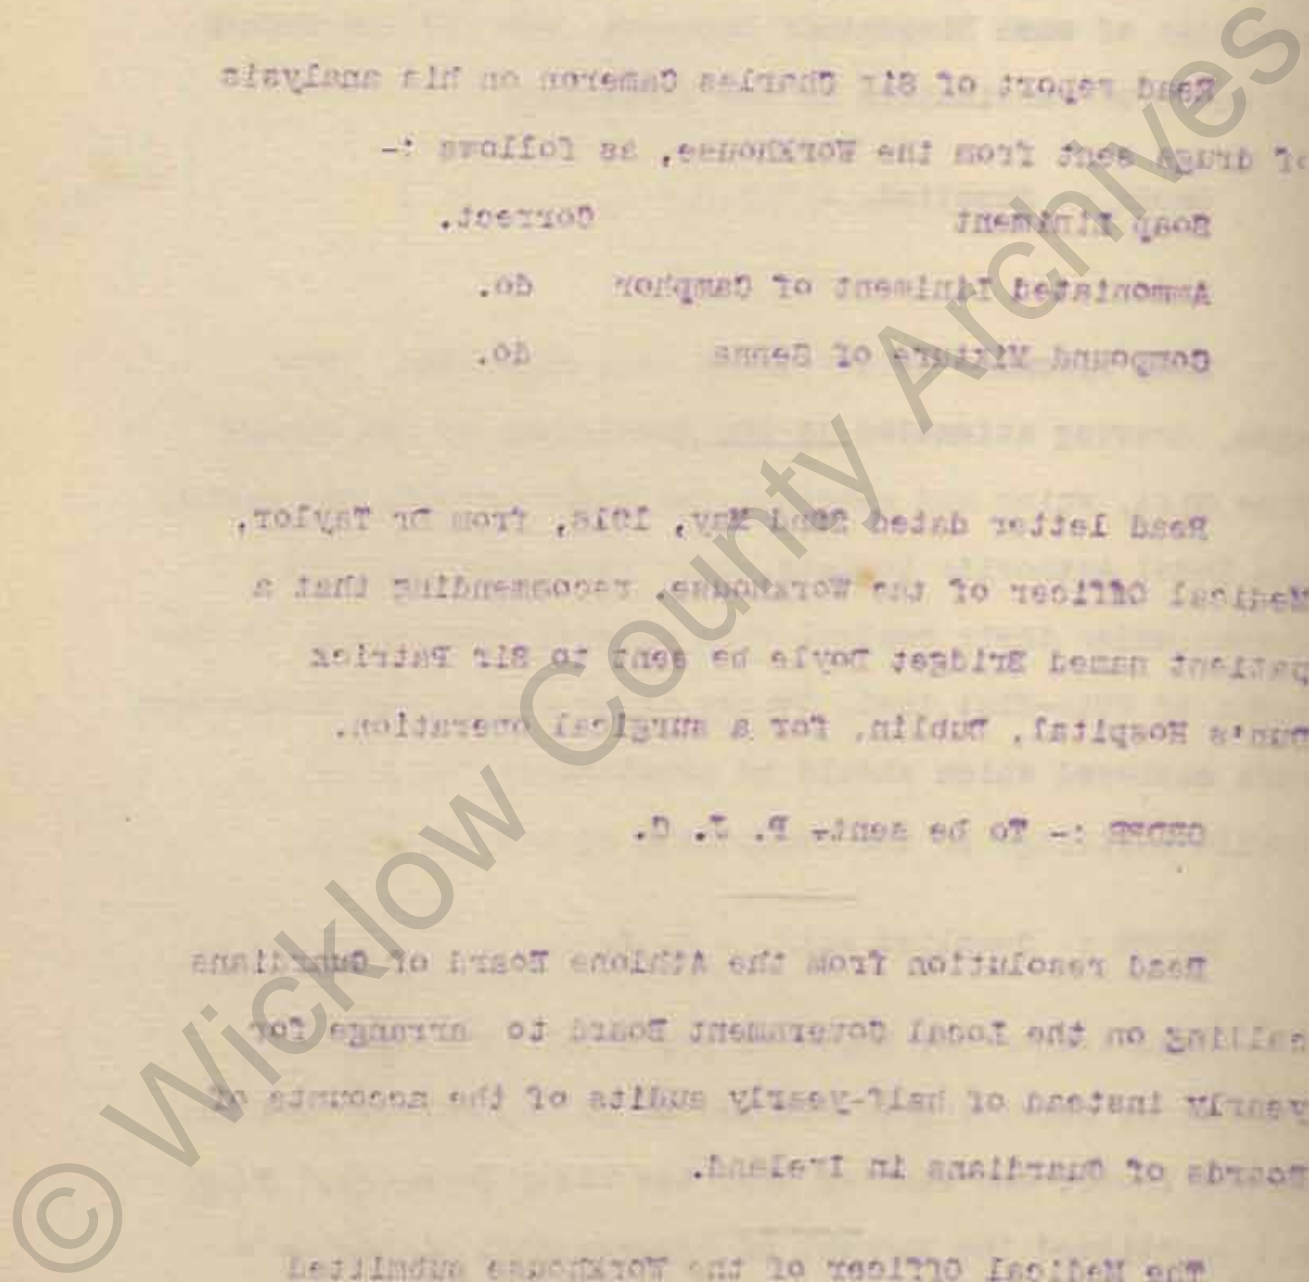 Read report of Sir Charles Cameron on his analysis
of drugs sent from the Workhouse, as follows :-
Soap Liniment Correct.
Ammoniated Liniment of Camphor do.
Compound Mixture of Senna do.
Read letter dated 22nd May, 1918, from Dr Taylor,
Medical Officer of the Workhouse, recommending that a
patient named Bridget Doyle be sent to Sir Patrick
Dun's Hospital, Dublin, for a surgical operation.
ORDER :- To be sent- P. J. C.
Read resolution from the Athlone Board of Guardians
calling on the Local Government Board to arrange for
yearly instead of half-yearly audits of the accounts of
Boards of Guardians in Ireland.
The Medical Officer of the Workhouse submitted
© Wicklow County Archives